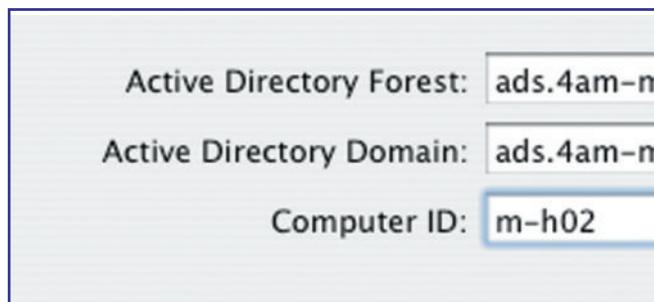 Active Directory Forest: ads.4am-m
Active Directory Domain: ads.4am-m
Computer ID: m-h02